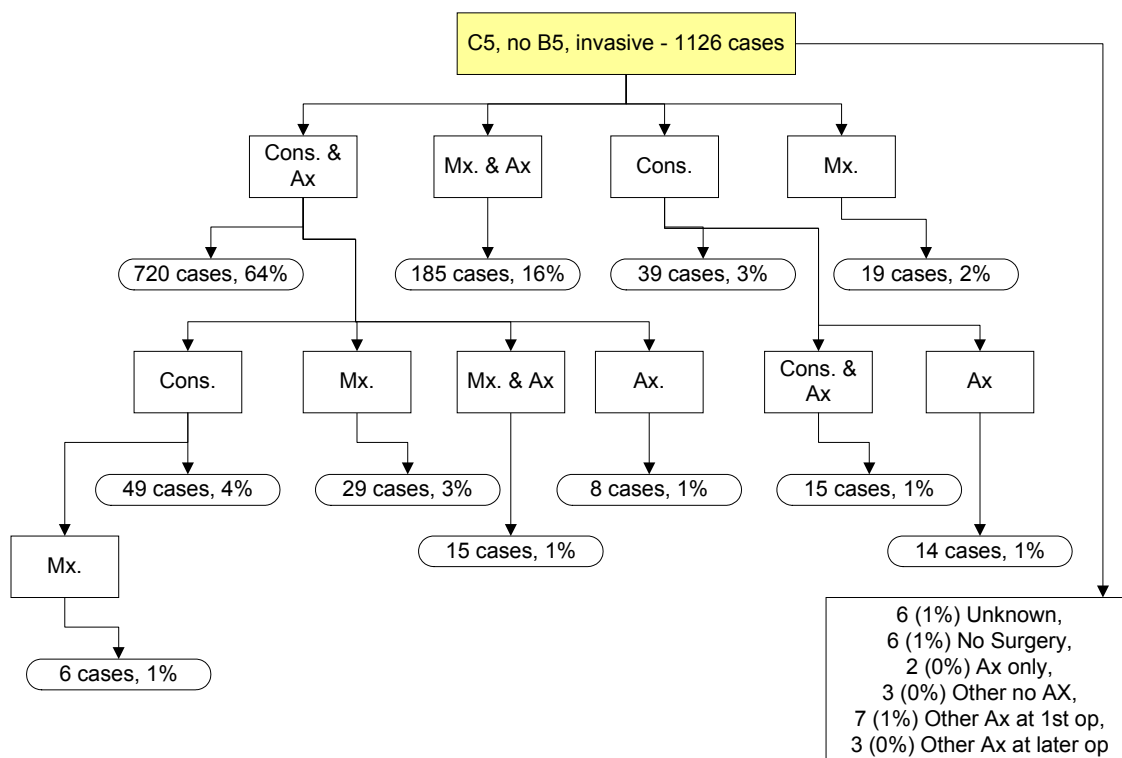 C5, no B5, invasive - 1126 cases
Cons. &
Ax
Mx. & Ax
Cons.
Mx.
720 cases, 64%
185 cases, 16%
39 cases, 3%
19 cases, 2%
Cons.
Mx.
Mx. & Ax
Ax.
Cons. &
Ax
Ax
49 cases, 4%
29 cases, 3%
8 cases, 1%
15 cases, 1%
15 cases, 1%
14 cases, 1%
Mx.
6 cases, 1%
6 (1%) Unknown,
6 (1%) No Surgery,
2 (0%) Ax only,
3 (0%) Other no AX,
7 (1%) Other Ax at 1st op,
3 (0%) Other Ax at later op